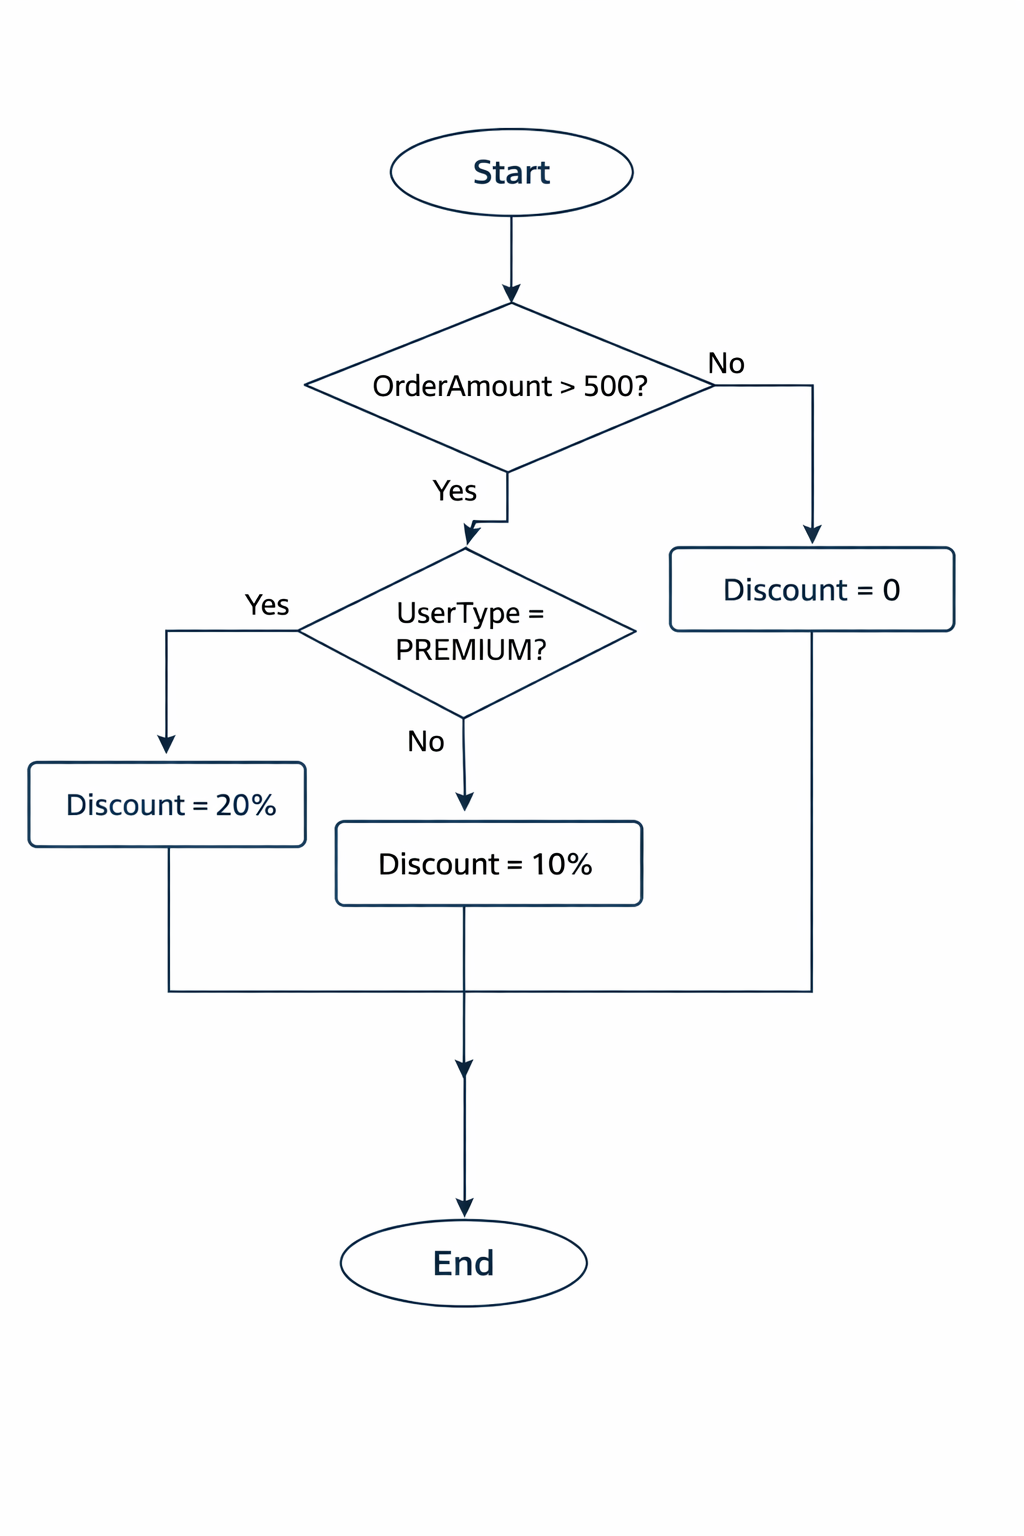 Start
OrderAmount > 500?
No
Yes
Discount = 0
Yes
UserType =
PREMIUM?
No
Discount = 20%
Discount = 10%
End